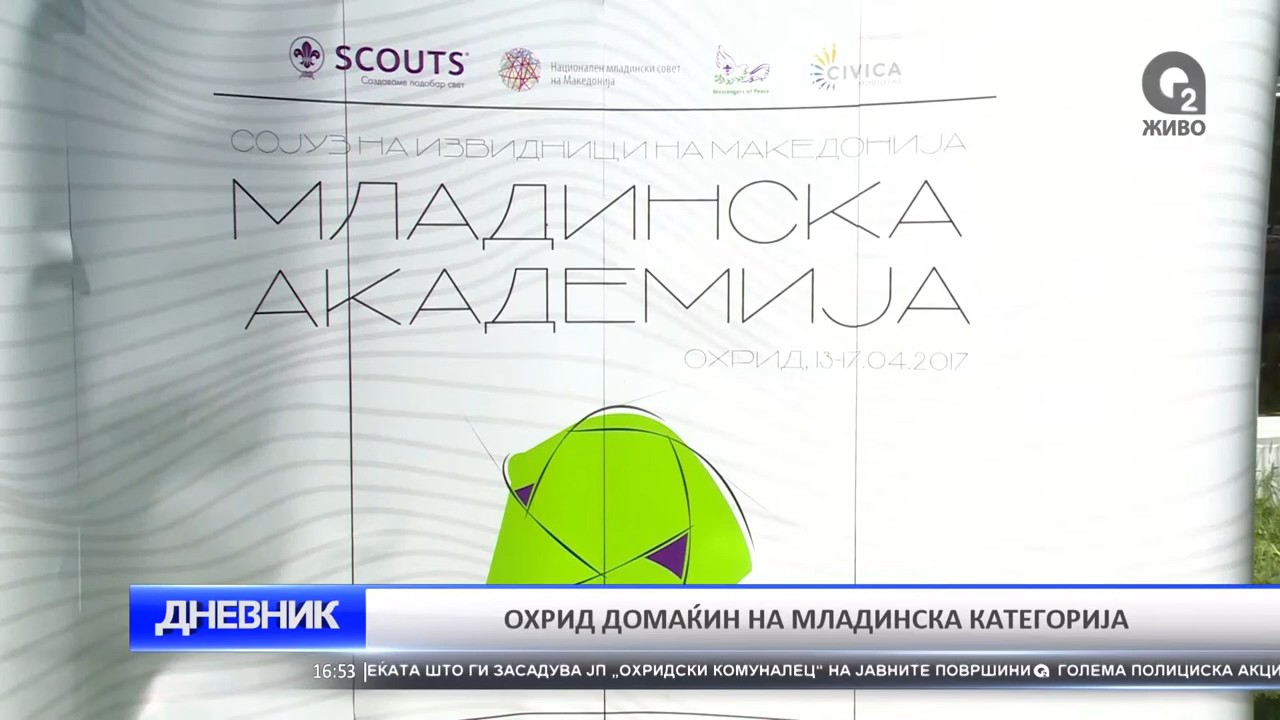 SCOUTS
Создаваме подобар свет
Национален младински совет
на Македонија
Messengers of Peace
CIVICA
2
ЖИВО
СОЈУЗ НА ИЗВИДНИЦИ НА МАКЕДОНИЈА
МЛАДИНСКА
АКАДЕМИЈА
ОХРИД, 13-17.04.2017
ДНЕВНИК
ОХРИД ДОМАЌИН НА МЛАДИНСКА КАТЕГОРИЈА
16:53 ЕЌАТА ШТО ГИ ЗАСАДУВА ЈП „ОХРИДСКИ КОМУНАЛЕЦ“ НА ЈАВНИТЕ ПОВРШИНИ ГОЛЕМА ПОЛИЦИСКА АКЦИ